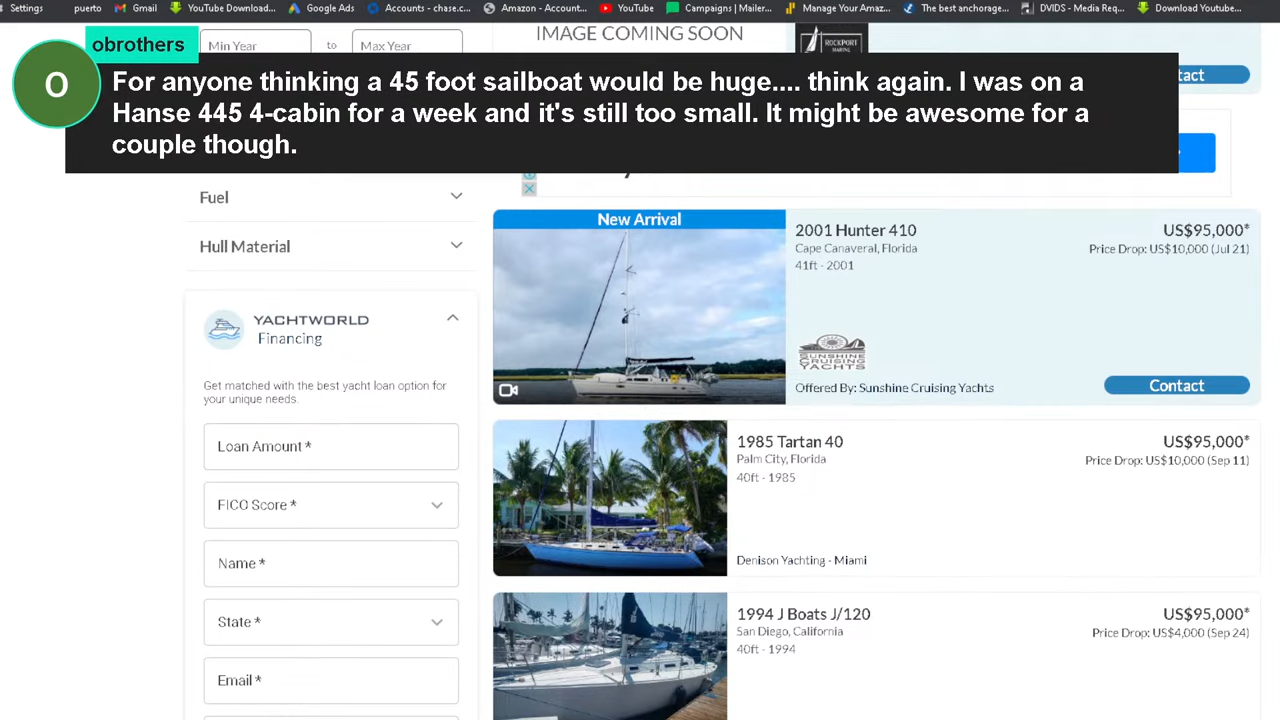 Settings
puerto
Gmail
YouTube Download...
Google Ads
Accounts - chase.c...
Amazon - Account...
YouTube
Campaigns | Mailer...
Manage Your Amaz...
The best anchorage...
DVIDS - Media Req...
Download Youtube...
obrothers
O
For anyone thinking a 45 foot sailboat would be huge.... think again. I was on a
Hanse 445 4-cabin for a week and it's still too small. It might be awesome for a
couple though.
Min Year
to
Max Year
IMAGE COMING SOON
ROCKPORT
MARINE
tact
Fuel
Hull Material
YACHTWORLD
Financing
Get matched with the best yacht loan option for
your unique needs.
Loan Amount *
FICO Score *
Name *
State *
Email *
New Arrival
2001 Hunter 410
US$95,000*
Cape Canaveral, Florida
Price Drop: US$10,000 (Jul 21)
41ft - 2001
SUNSHINE
CRUISING
YACHTS
Offered By: Sunshine Cruising Yachts
Contact
1985 Tartan 40
US$95,000*
Palm City, Florida
Price Drop: US$10,000 (Sep 11)
40ft - 1985
Denison Yachting - Miami
1994 J Boats J/120
US$95,000*
San Diego, California
Price Drop: US$4,000 (Sep 24)
40ft - 1994